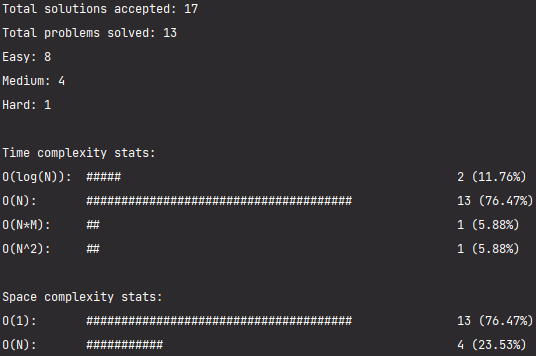 Total solutions accepted: 17
Total problems solved: 13
Easy: 8
Medium: 4
Hard: 1
Time complexity stats:
O(log(N)): ##### 2 (11.76%)
O(N): ###################################### 13 (76.47%)
O(N*M): ## 1 (5.88%)
O(N^2): ## 1 (5.88%)
Space complexity stats:
O(1): ###################################### 13 (76.47%)
O(N): ########### 4 (23.53%)